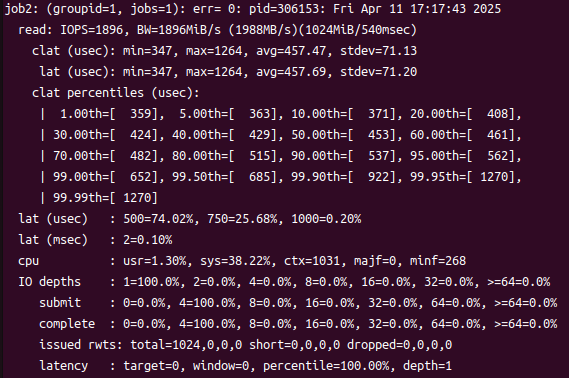 job2: (groupid=1, jobs=1): err= 0: pid=306153: Fri Apr 11 17:17:43 2025
  read: IOPS=1896, BW=1896MiB/s (1988MB/s)(1024MiB/540msec)
    clat (usec): min=347, max=1264, avg=457.47, stdev=71.13
     lat (usec): min=347, max=1264, avg=457.69, stdev=71.20
    clat percentiles (usec):
     |  1.00th=[  359],  5.00th=[  363], 10.00th=[  371], 20.00th=[  408],
     | 30.00th=[  424], 40.00th=[  429], 50.00th=[  453], 60.00th=[  461],
     | 70.00th=[  482], 80.00th=[  515], 90.00th=[  537], 95.00th=[  562],
     | 99.00th=[  652], 99.50th=[  685], 99.90th=[  922], 99.95th=[ 1270],
     | 99.99th=[ 1270]
  lat (usec)   : 500=74.02%, 750=25.68%, 1000=0.20%
  lat (msec)   : 2=0.10%
  cpu          : usr=1.30%, sys=38.22%, ctx=1031, majf=0, minf=268
  IO depths    : 1=100.0%, 2=0.0%, 4=0.0%, 8=0.0%, 16=0.0%, 32=0.0%, >=64=0.0%
     submit    : 0=0.0%, 4=100.0%, 8=0.0%, 16=0.0%, 32=0.0%, 64=0.0%, >=64=0.0%
     complete  : 0=0.0%, 4=100.0%, 8=0.0%, 16=0.0%, 32=0.0%, 64=0.0%, >=64=0.0%
     issued rwts: total=1024,0,0,0 short=0,0,0,0 dropped=0,0,0,0
     latency   : target=0, window=0, percentile=100.00%, depth=1